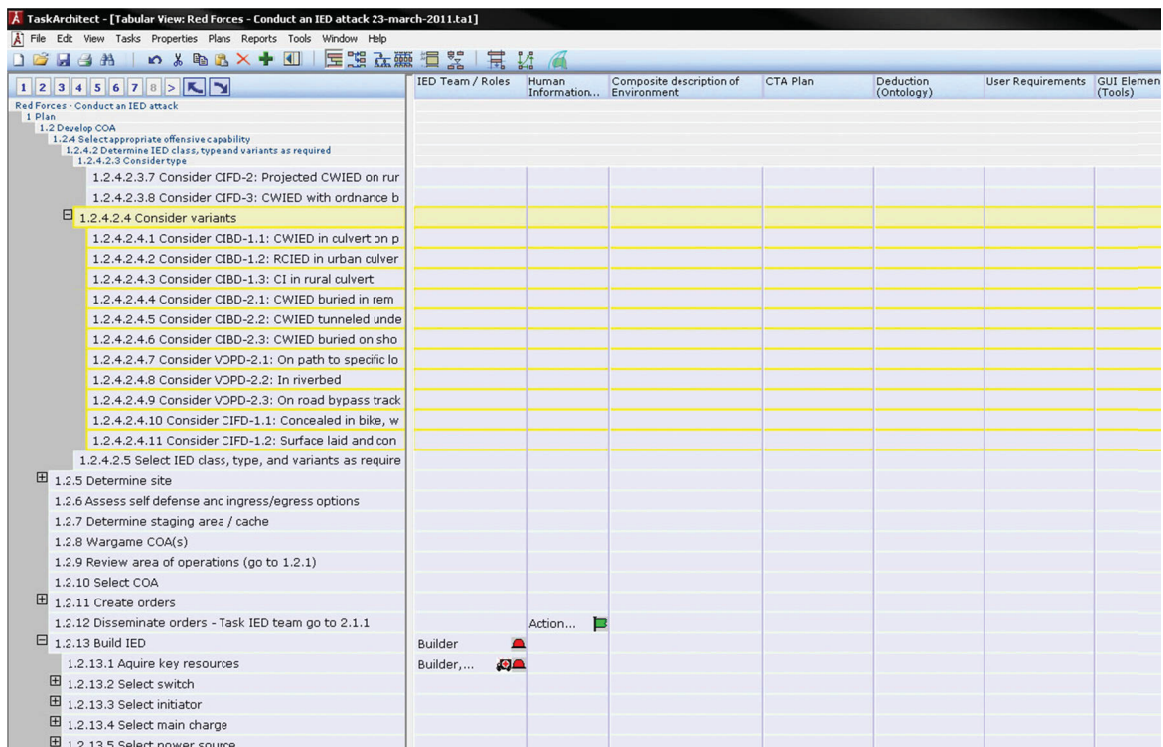 TaskArchitect - [Tabular View: Red Forces - Conduct an IED attack 23-march-2011.ta1]
File Edt View Tasks Properties Plans Reports Tools Window Help
1 2 3 4 5 6 7 8 >
IED Team / Roles Human Information... Composite description of Environment CTA Plan Deduction (Ontology) User Requirements GUI Elemen (Tools)
Red Forces - Conduct an IED attack
1 Plan
1.2 Develop COA
1.2.4 Select appropriate offensive capability
1.2.4.2 Determine IED class, type and variants as required
1.2.4.2.3 Consider type
1.2.4.2.3.7 Consider CIFD-2: Projected CWIED on rur
1.2.4.2.3.8 Consider CIFD-3: CWIED with ordnance b
1.2.4.2.4 Consider variants
1.2.4.2.4.1 Consider CIBD-1.1: CWIED in culvert on p
1.2.4.2.4.2 Consider CIBD-1.2: RCIED in urban culver
1.2.4.2.4.3 Consider CIBD-1.3: CI in rural culvert
1.2.4.2.4.4 Consider CIBD-2.1: CWIED buried in rem
1.2.4.2.4.5 Consider CIBD-2.2: CWIED tunneled unde
1.2.4.2.4.6 Consider CIBD-2.3: CWIED buried on sho
1.2.4.2.4.7 Consider VOPD-2.1: On path to specific lo
1.2.4.2.4.8 Consider VOPD-2.2: In riverbed
1.2.4.2.4.9 Consider VOPD-2.3: On road bypass track
1.2.4.2.4.10 Consider CIFD-1.1: Concealed in bike, w
1.2.4.2.4.11 Consider CIFD-1.2: Surface laid and con
1.2.4.2.5 Select IED class, type, and variants as require
1.2.5 Determine site
1.2.6 Assess self defense and ingress/egress options
1.2.7 Determine staging area / cache
1.2.8 Wargame COA(s)
1.2.9 Review area of operations (go to 1.2.1)
1.2.10 Select COA
1.2.11 Create orders
1.2.12 Disseminate orders - Task IED team go to 2.1.1 Action...
1.2.13 Build IED Builder
1.2.13.1 Aquire key resources Builder,...
1.2.13.2 Select switch
1.2.13.3 Select initiator
1.2.13.4 Select main charge
1.2.13.5 Select power source